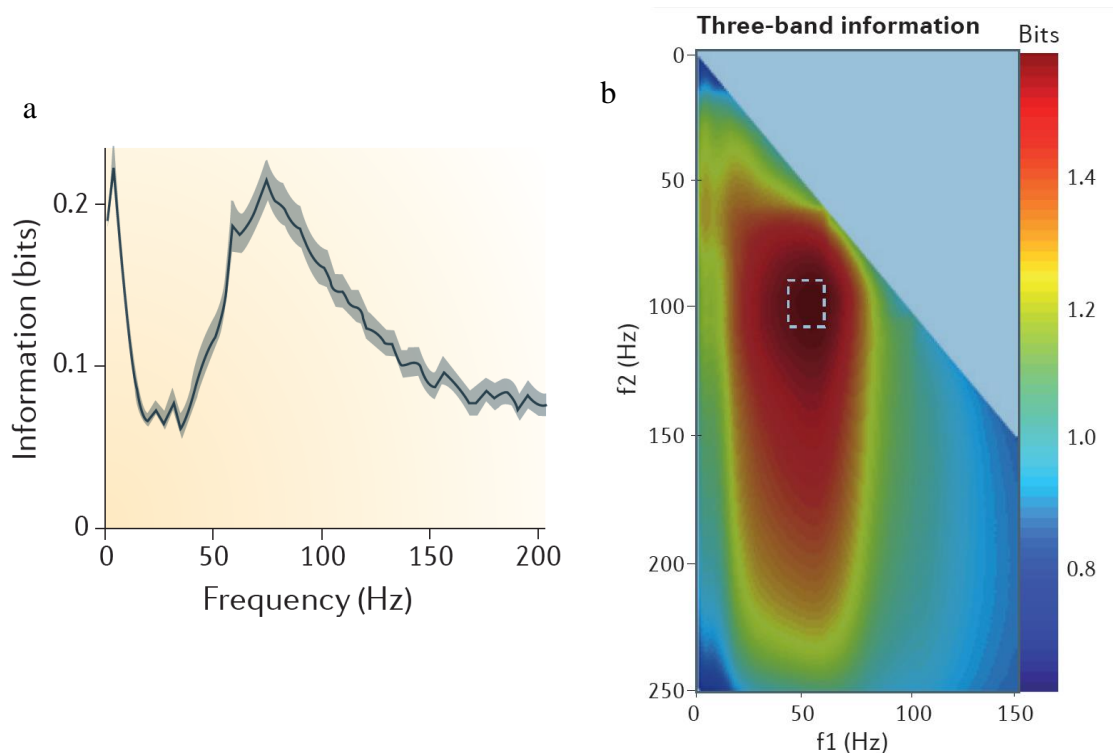 a
Information (bits)
0.2
0.1
0
0 50 100 150 200
Frequency (Hz)
b
Three-band information
Bits
f2 (Hz)
0
50
100
150
200
250
0 50 100 150
f1 (Hz)
1.4
1.2
1.0
0.8